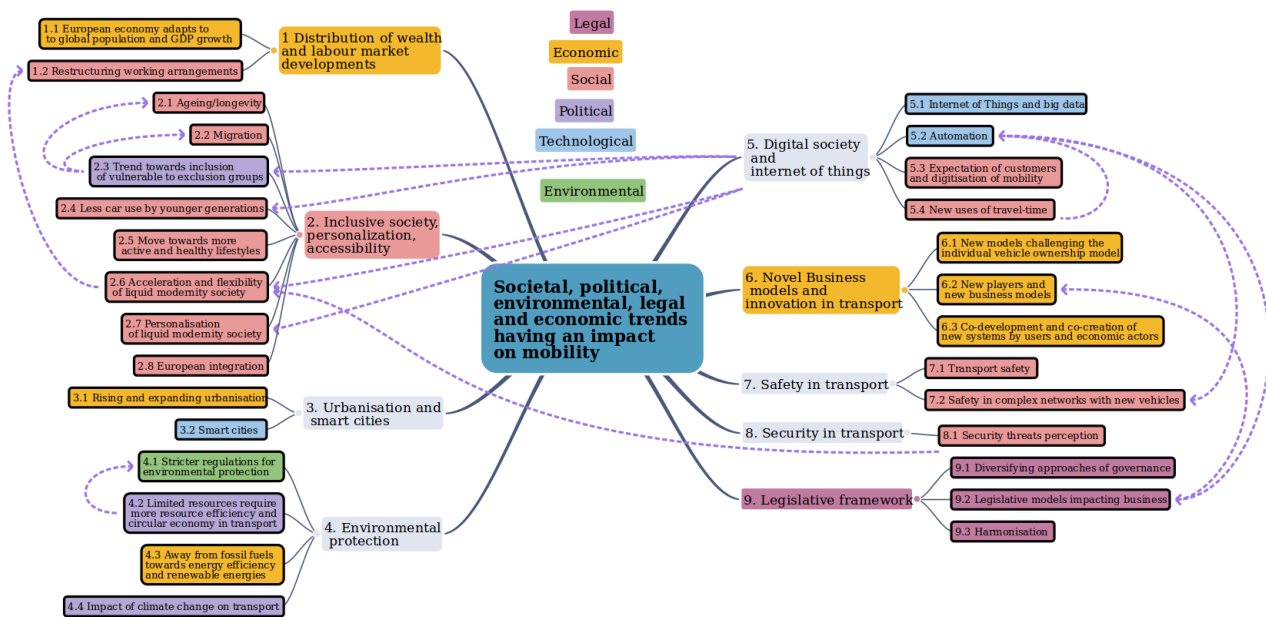 Legal
Economic
Social
Political
Technological
Environmental
Societal, political,
environmental, legal
and economic trends
having an impact
on mobility
1 Distribution of wealth
and labour market
developments
1.1 European economy adapts to
to global population and GDP growth
1.2 Restructuring working arrangements
2. Inclusive society,
personalization,
accessibility
2.1 Ageing/longevity
2.2 Migration
2.3 Trend towards inclusion
of vulnerable to exclusion groups
2.4 Less car use by younger generations
2.5 Move towards more
active and healthy lifestyles
2.6 Acceleration and flexibility
of liquid modernity society
2.7 Personalisation
of liquid modernity society
2.8 European integration
3. Urbanisation and
smart cities
3.1 Rising and expanding urbanisation
3.2 Smart cities
4. Environmental
protection
4.1 Stricter regulations for
environmental protection
4.2 Limited resources require
more resource efficiency and
circular economy in transport
4.3 Away from fossil fuels
towards energy efficiency
and renewable energies
4.4 Impact of climate change on transport
5. Digital society
and
internet of things
5.1 Internet of Things and big data
5.2 Automation
5.3 Expectation of customers
and digitisation of mobility
5.4 New uses of travel-time
6. Novel Business
models and
innovation in transport
6.1 New models challenging the
individual vehicle ownership model
6.2 New players and
new business models
6.3 Co-development and co-creation of
new systems by users and economic actors
7. Safety in transport
7.1 Transport safety
7.2 Safety in complex networks with new vehicles
8. Security in transport
8.1 Security threats perception
9. Legislative framework
9.1 Diversifying approaches of governance
9.2 Legislative models impacting business
9.3 Harmonisation